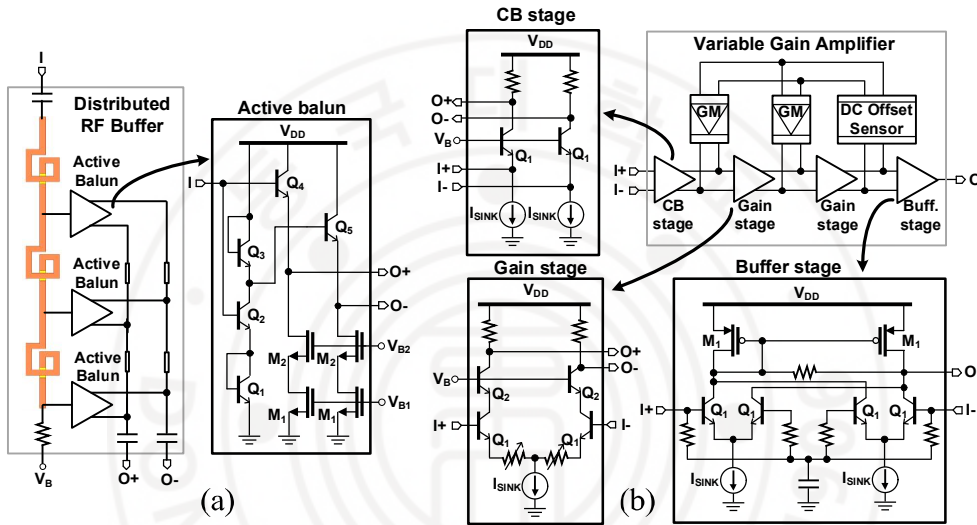 I
Distributed
RF Buffer
Active
Balun
Active
Balun
Active
Balun
V_B
O+
O-
(a)
Active balun
V_DD
I
Q_4
Q_3
Q_5
Q_2
Q_1
O+
O-
M_2
M_2
V_B2
M_1
M_1
V_B1
CB stage
V_DD
O+
O-
V_B
Q_1
Q_1
I+
I-
I_SINK
I_SINK
Variable Gain Amplifier
GM
GM
DC Offset
Sensor
I+
I-
O
CB
stage
Gain
stage
Gain
stage
Buff.
stage
Gain stage
V_DD
O+
O-
V_B
Q_2
Q_2
I+
I-
Q_1
Q_1
I_SINK
(b)
Buffer stage
V_DD
M_1
M_1
O
I+
I-
Q_1
Q_1
Q_1
Q_1
I_SINK
I_SINK